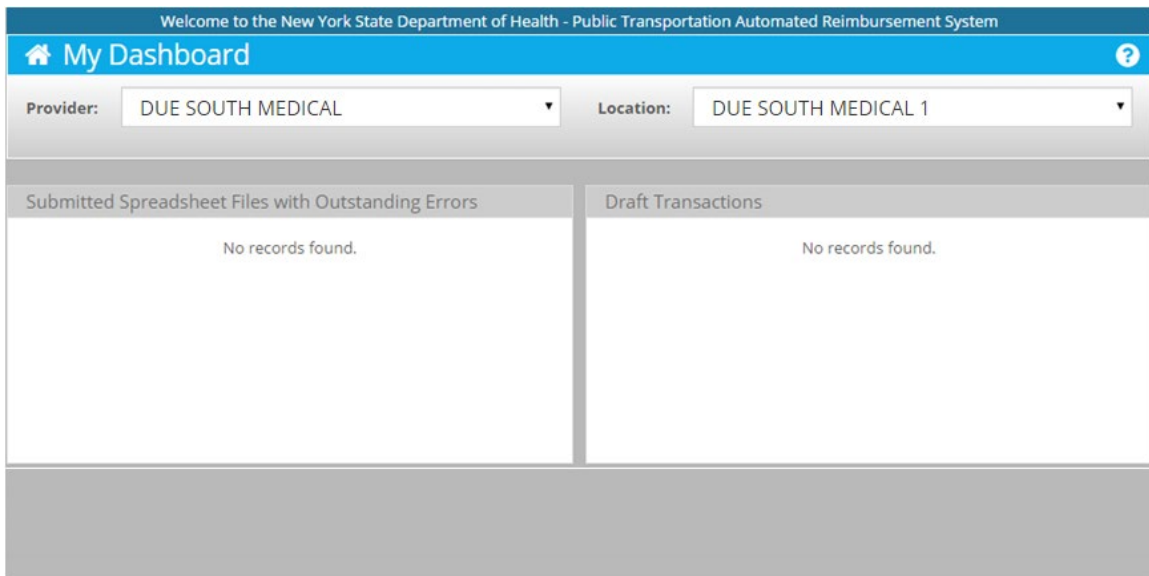 Welcome to the New York State Department of Health - Public Transportation Automated Reimbursement System
My Dashboard ?
Provider: DUE SOUTH MEDICAL Location: DUE SOUTH MEDICAL 1
Submitted Spreadsheet Files with Outstanding Errors
No records found.
Draft Transactions
No records found.